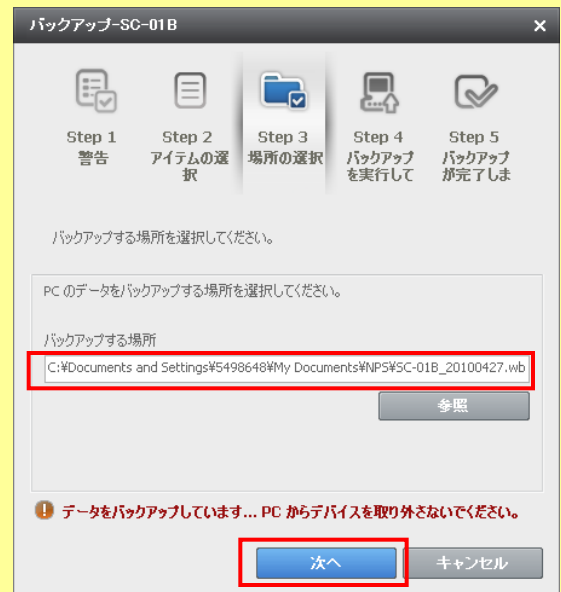 バックアップ-SC-01B
Step 1
警告
Step 2
アイテムの選
択
Step 3
場所の選択
Step 4
バックアップ
を実行して
Step 5
バックアップ
が完了しま
バックアップする場所を選択してください。
PC のデータをバックアップする場所を選択してください。
バックアップする場所
C:¥Documents and Settings¥5498648¥My Documents¥NPS¥SC-01B_20100427.wb
参照
データをバックアップしています... PC からデバイスを取り外さないでください。
次へ
キャンセル